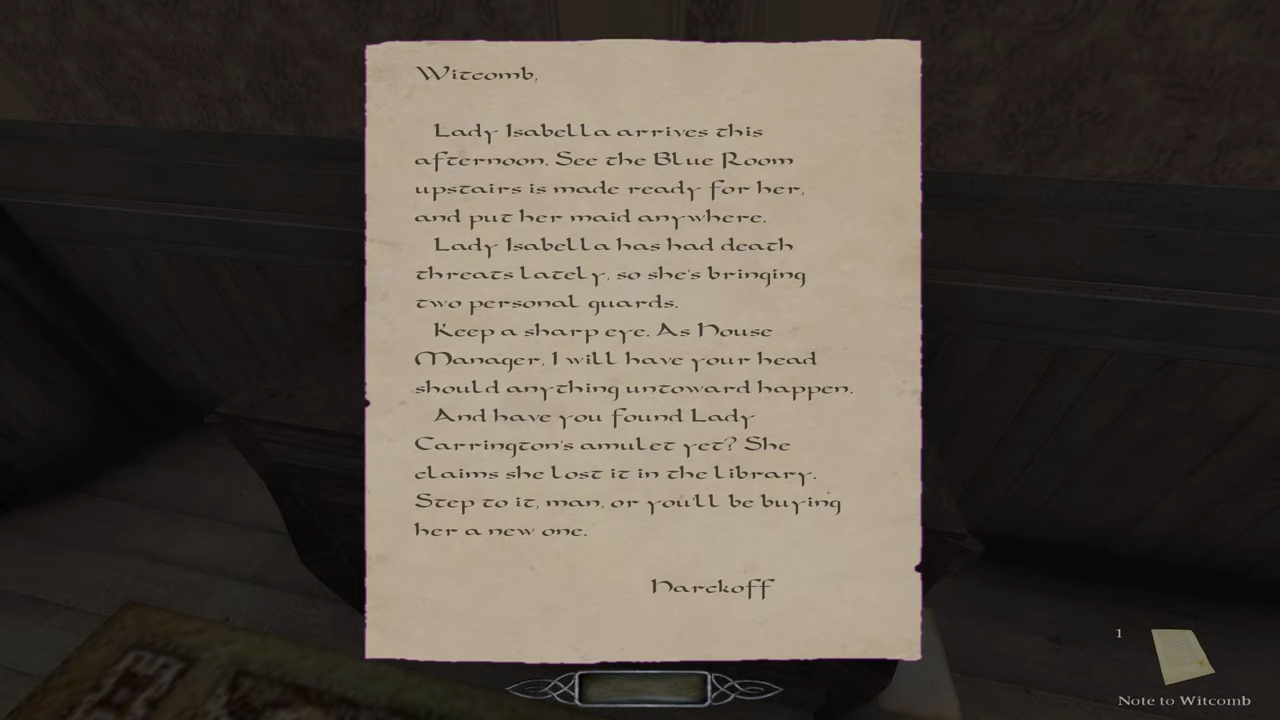 Witcomb,
Lady Isabella arrives this
afternoon. See the Blue Room
upstairs is made ready for her,
and put her maid anywhere.
Lady Isabella has had death
threats lately, so she's bringing
two personal guards.
Keep a sharp eye. As House
Manager, I will have your head
should anything untoward happen.
And have you found Lady
Carrington's amulet yet? She
claims she lost it in the library.
Step to it, man, or you'll be buying
her a new one.
Harckoff
1
Note to Witcomb